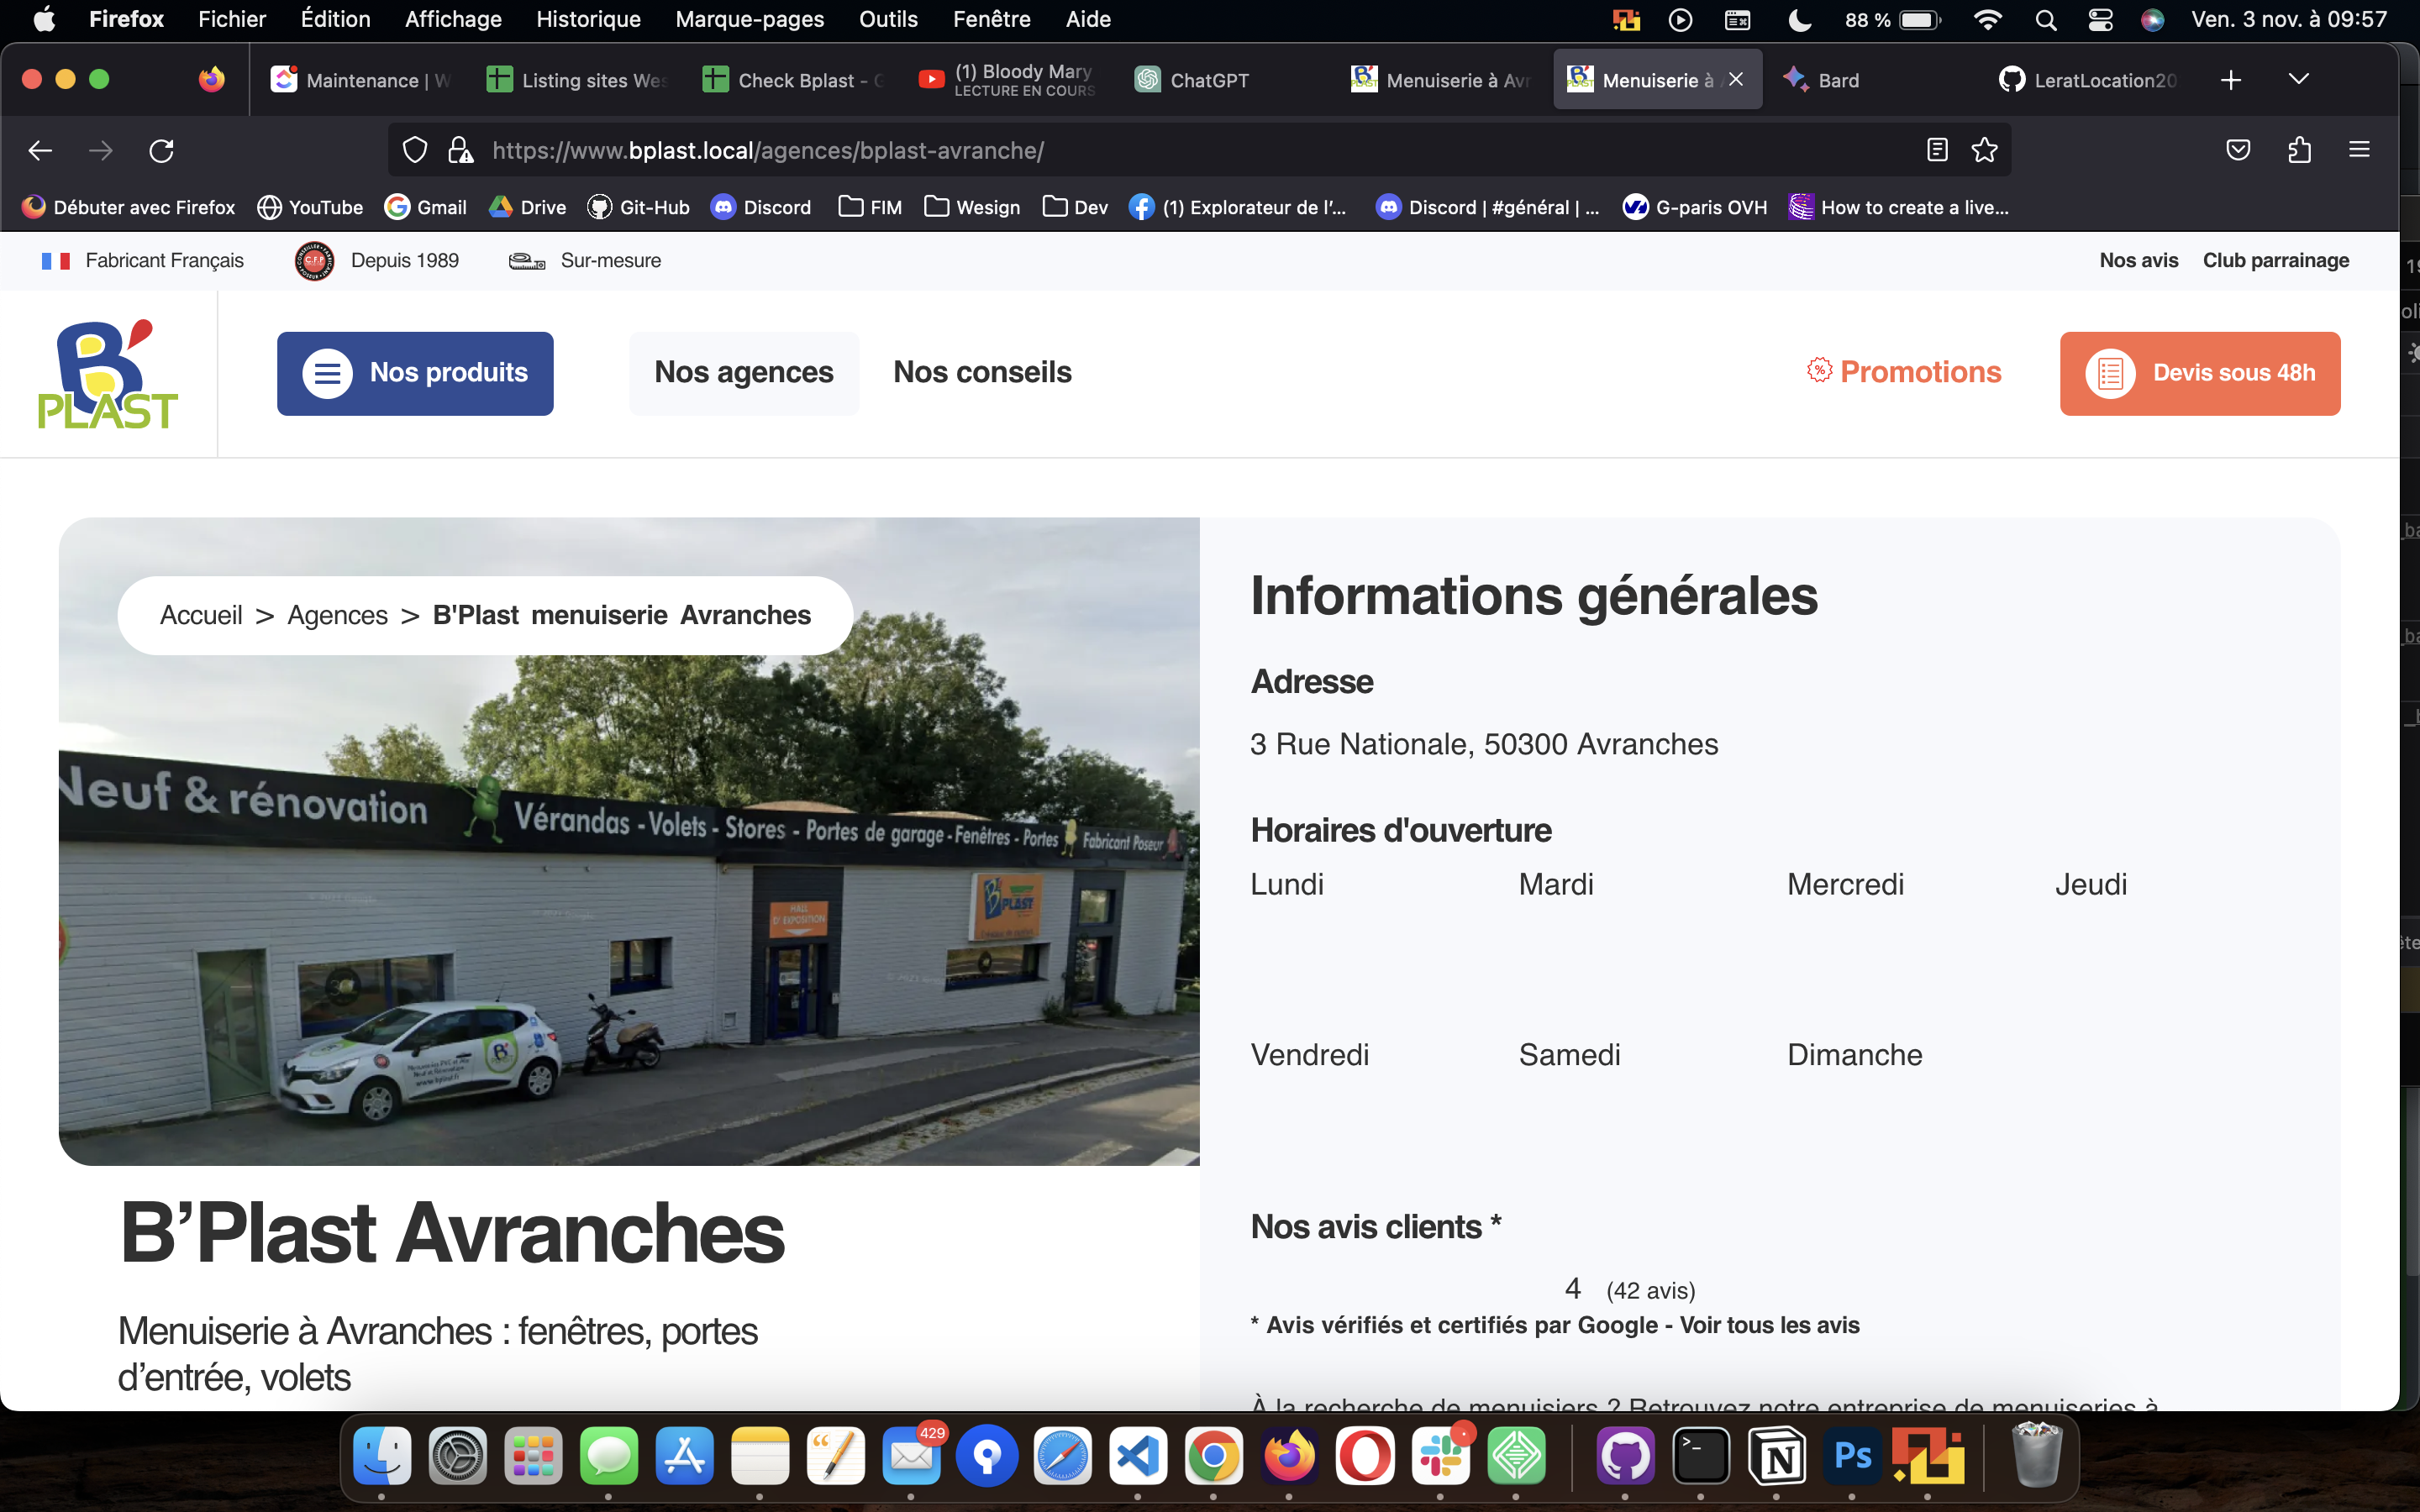 Firefox Fichier Édition Affichage Historique Marque-pages Outils Fenêtre Aide 88 % Ven. 3 nov. à 09:57
Maintenance | W Listing sites Wes Check Bplast - G (1) Bloody Mary ChatGPT Menuiserie à Avr Menuiserie à Bard LeratLocation20
LECTURE EN COURS
https://www.bplast.local/agences/bplast-avranche/
Débuter avec Firefox YouTube Gmail Drive Git-Hub Discord FIM Wesign Dev (1) Explorateur de l'... Discord | #général | ... G-paris OVH How to create a live...
Fabricant Français Depuis 1989 Sur-mesure Nos avis Club parrainage
B' PLAST
Nos produits Nos agences Nos conseils Promotions Devis sous 48h
Accueil > Agences > B'Plast menuiserie Avranches
Neuf & rénovation Vérandas - Volets - Stores - Portes de garage - Fenêtres - Portes Fabricant Poseur
HALL
D'EXPOSITION
B' PLAST
www.bplast.fr
Informations générales
Adresse
3 Rue Nationale, 50300 Avranches
Horaires d'ouverture
Lundi Mardi Mercredi Jeudi
Vendredi Samedi Dimanche
Nos avis clients *
4 (42 avis)
* Avis vérifiés et certifiés par Google - Voir tous les avis
À la recherche de menuisiers ? Retrouvez notre entreprise de menuiseries à
B’Plast Avranches
Menuiserie à Avranches : fenêtres, portes
d’entrée, volets
429
Ps